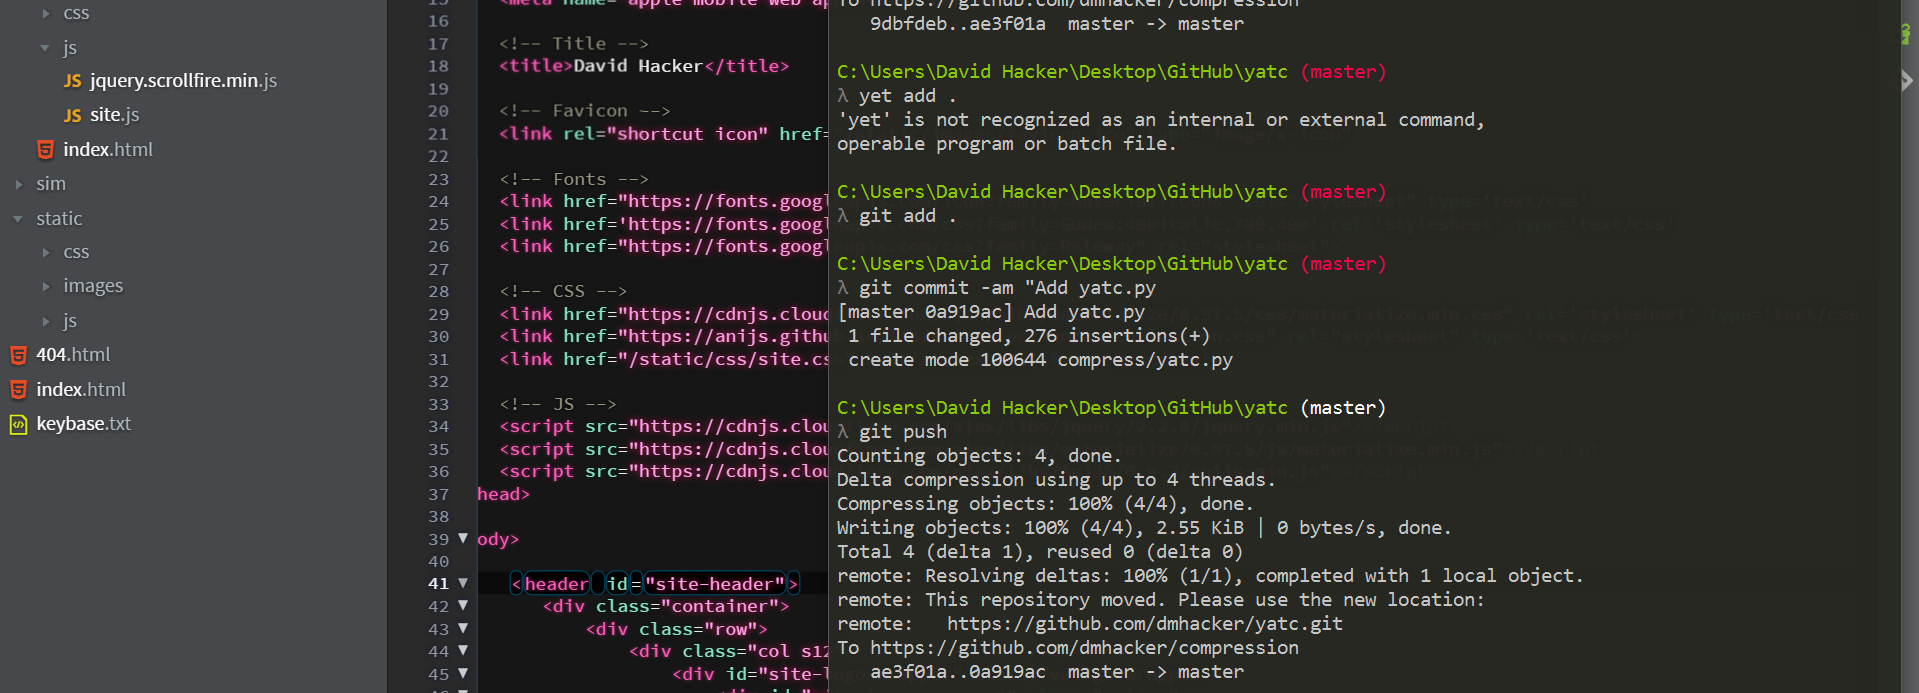 css
js
jquery.scrollfire.min.js
site.js
index.html
sim
static
css
images
js
404.html
index.html
keybase.txt
16
17 <!-- Title -->
18 <title>David Hacker</title>
19
20 <!-- Favicon -->
21 <link rel="shortcut icon" href=
22
23 <!-- Fonts -->
24 <link href="https://fonts.googl
25 <link href='https://fonts.goog
26 <link href="https://fonts.googl
27
28 <!-- CSS -->
29 <link href="https://cdnjs.cloud
30 <link href="https://anijs.githu
31 <link href="/static/css/site.cs
32
33 <!-- JS -->
34 <script src="https://cdnjs.clou
35 <script src="https://cdnjs.clou
36 <script src="https://cdnjs.clou
37 head>
38
39 ody>
40
41 <header id="site-header">
42 <div class="container">
43 <div class="row">
44 <div class="col s12
45 <div id="site-l
To https://github.com/dmhacker/compression
9dbfdeb..ae3f01a master -> master
C:\Users\David Hacker\Desktop\GitHub\yatc (master)
λ yet add .
'yet' is not recognized as an internal or external command,
operable program or batch file.
C:\Users\David Hacker\Desktop\GitHub\yatc (master)
λ git add .
C:\Users\David Hacker\Desktop\GitHub\yatc (master)
λ git commit -am "Add yatc.py
[master 0a919ac] Add yatc.py
1 file changed, 276 insertions(+)
create mode 100644 compress/yatc.py
C:\Users\David Hacker\Desktop\GitHub\yatc (master)
λ git push
Counting objects: 4, done.
Delta compression using up to 4 threads.
Compressing objects: 100% (4/4), done.
Writing objects: 100% (4/4), 2.55 KiB | 0 bytes/s, done.
Total 4 (delta 1), reused 0 (delta 0)
remote: Resolving deltas: 100% (1/1), completed with 1 local object.
remote: This repository moved. Please use the new location:
remote: https://github.com/dmhacker/yatc.git
To https://github.com/dmhacker/compression
ae3f01a..0a919ac master -> master